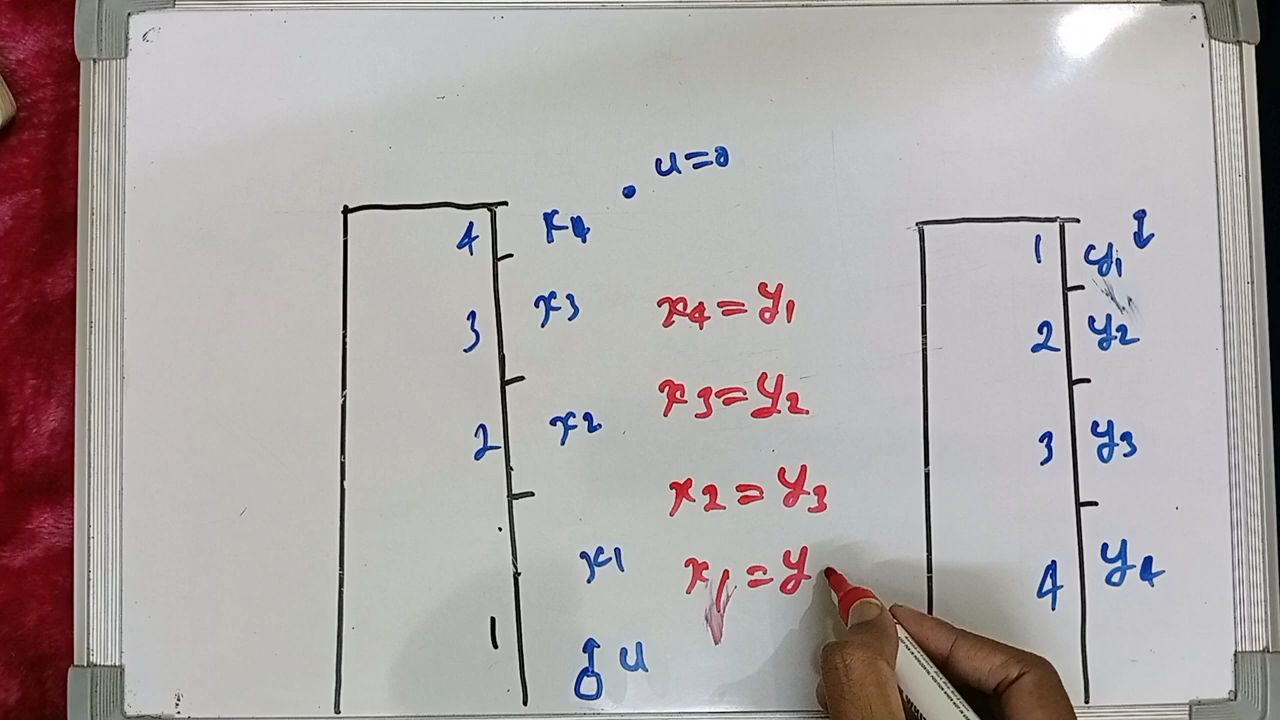 u=0
4 x4
3 x3
2 x2
x1
1
u
x4=y1
x3=y2
x2=y3
x1=y
1 y1
2 y2
3 y3
4 y4